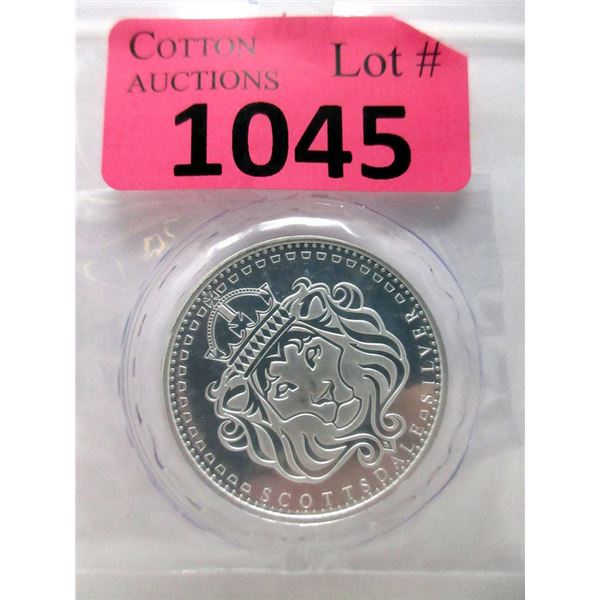 COTTON
AUCTIONS
Lot #
1045
SCOTTSDALE SILVER